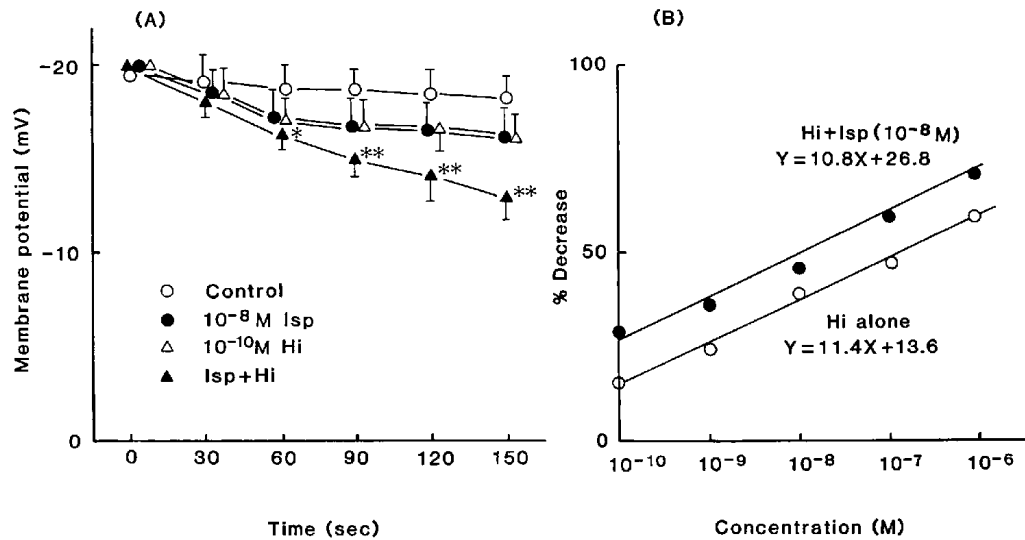 (A)
Membrane potential (mV)
-20
-10
0
*
**
**
**
○ Control
● 10⁻⁸M Isp
△ 10⁻¹⁰M Hi
▲ Isp+Hi
0 30 60 90 120 150
Time (sec)
(B)
% Decrease
100
50
0
Hi+Isp (10⁻⁸M)
Y=10.8X+26.8
Hi alone
Y=11.4X+13.6
10⁻¹⁰ 10⁻⁹ 10⁻⁸ 10⁻⁷ 10⁻⁶
Concentration (M)